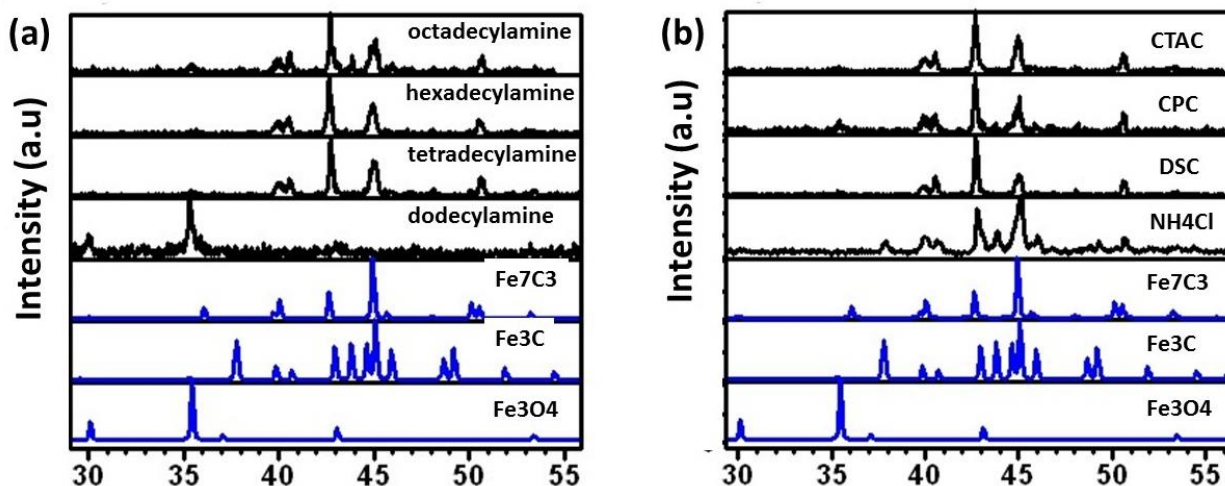 (a)
Intensity (a.u)
octadecylamine
hexadecylamine
tetradecylamine
dodecylamine
Fe7C3
Fe3C
Fe3O4
30 35 40 45 50 55
(b)
Intensity (a.u)
CTAC
CPC
DSC
NH4Cl
Fe7C3
Fe3C
Fe3O4
30 35 40 45 50 55